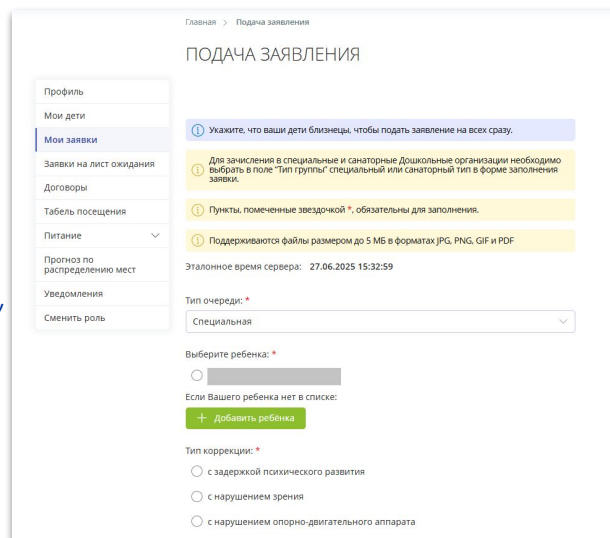 Главная > Подача заявления
ПОДАЧА ЗАЯВЛЕНИЯ
Профиль
Мои дети
Мои заявки
Заявки на лист ожидания
Договоры
Табель посещения
Питание
Прогноз по
распределению мест
Уведомления
Сменить роль
Укажите, что ваши дети близнецы, чтобы подать заявление на всех сразу.
Для зачисления в специальные и санаторные Дошкольные организации необходимо
выбрать в поле "Тип группы" специальный или санаторный тип в форме заполнения
заявки.
Пункты, помеченные звездочкой *, обязательны для заполнения.
Поддерживаются файлы размером до 5 МБ в форматах JPG, PNG, GIF и PDF
Эталонное время сервера: 27.06.2025 15:32:59
Тип очереди: *
Специальная
Выберите ребенка: *
Если Вашего ребенка нет в списке:
+ Добавить ребёнка
Тип коррекции: *
с задержкой психического развития
с нарушением зрения
с нарушением опорно-двигательного аппарата